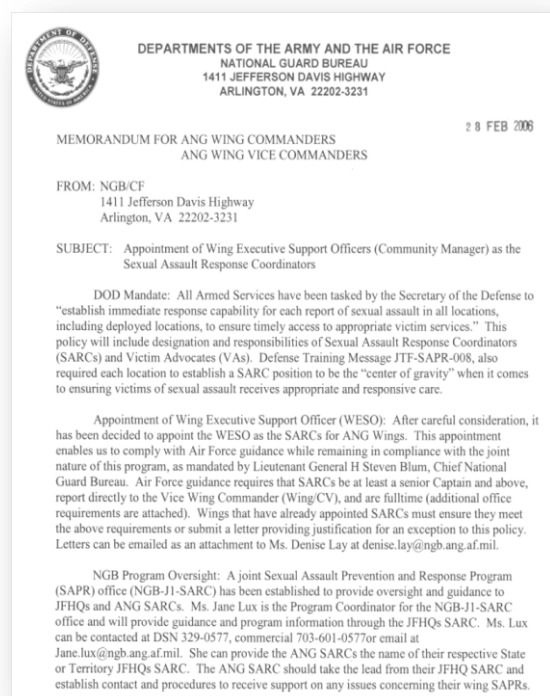 DEPARTMENTS OF THE ARMY AND THE AIR FORCE
NATIONAL GUARD BUREAU
1411 JEFFERSON DAVIS HIGHWAY
ARLINGTON, VA 22202-3231
28 FEB 2006
MEMORANDUM FOR ANG WING COMMANDERS
ANG WING VICE COMMANDERS
FROM: NGB/CF
1411 Jefferson Davis Highway
Arlington, VA 22202-3231
SUBJECT: Appointment of Wing Executive Support Officers (Community Manager) as the
Sexual Assault Response Coordinators
DOD Mandate: All Armed Services have been tasked by the Secretary of the Defense to
“establish immediate response capability for each report of sexual assault in all locations,
including deployed locations, to ensure timely access to appropriate victim services.” This
policy will include designation and responsibilities of Sexual Assault Response Coordinators
(SARCs) and Victim Advocates (VAs). Defense Training Message JTF-SAPR-008, also
required each location to establish a SARC position to be the “center of gravity” when it comes
to ensuring victims of sexual assault receives appropriate and responsive care.
Appointment of Wing Executive Support Officer (WESO): After careful consideration, it
has been decided to appoint the WESO as the SARCs for ANG Wings. This appointment
enables us to comply with Air Force guidance while remaining in compliance with the joint
nature of this program, as mandated by Lieutenant General H Steven Blum, Chief National
Guard Bureau. Air Force guidance requires that SARCs be at least a senior Captain and above,
report directly to the Vice Wing Commander (Wing/CV), and are fulltime (additional office
requirements are attached). Wings that have already appointed SARCs must ensure they meet
the above requirements or submit a letter providing justification for an exception to this policy.
Letters can be emailed as an attachment to Ms. Denise Lay at denise.lay@ngb.ang.af.mil.
NGB Program Oversight: A joint Sexual Assault Prevention and Response Program
(SAPR) office (NGB-J1-SARC) has been established to provide oversight and guidance to
JFHQs and ANG SARCs. Ms. Jane Lux is the Program Coordinator for the NGB-J1-SARC
office and will provide guidance and program information through the JFHQs SARC. Ms. Lux
can be contacted at DSN 329-0577, commercial 703-601-0577or email at
Jane.lux@ngb.ang.af.mil. She can provide the ANG SARCs the name of their respective State
or Territory JFHQs SARC. The ANG SARC should take the lead from their JFHQ SARC and
establish contact and procedures to receive support on any issues concerning their wing SAPRs.